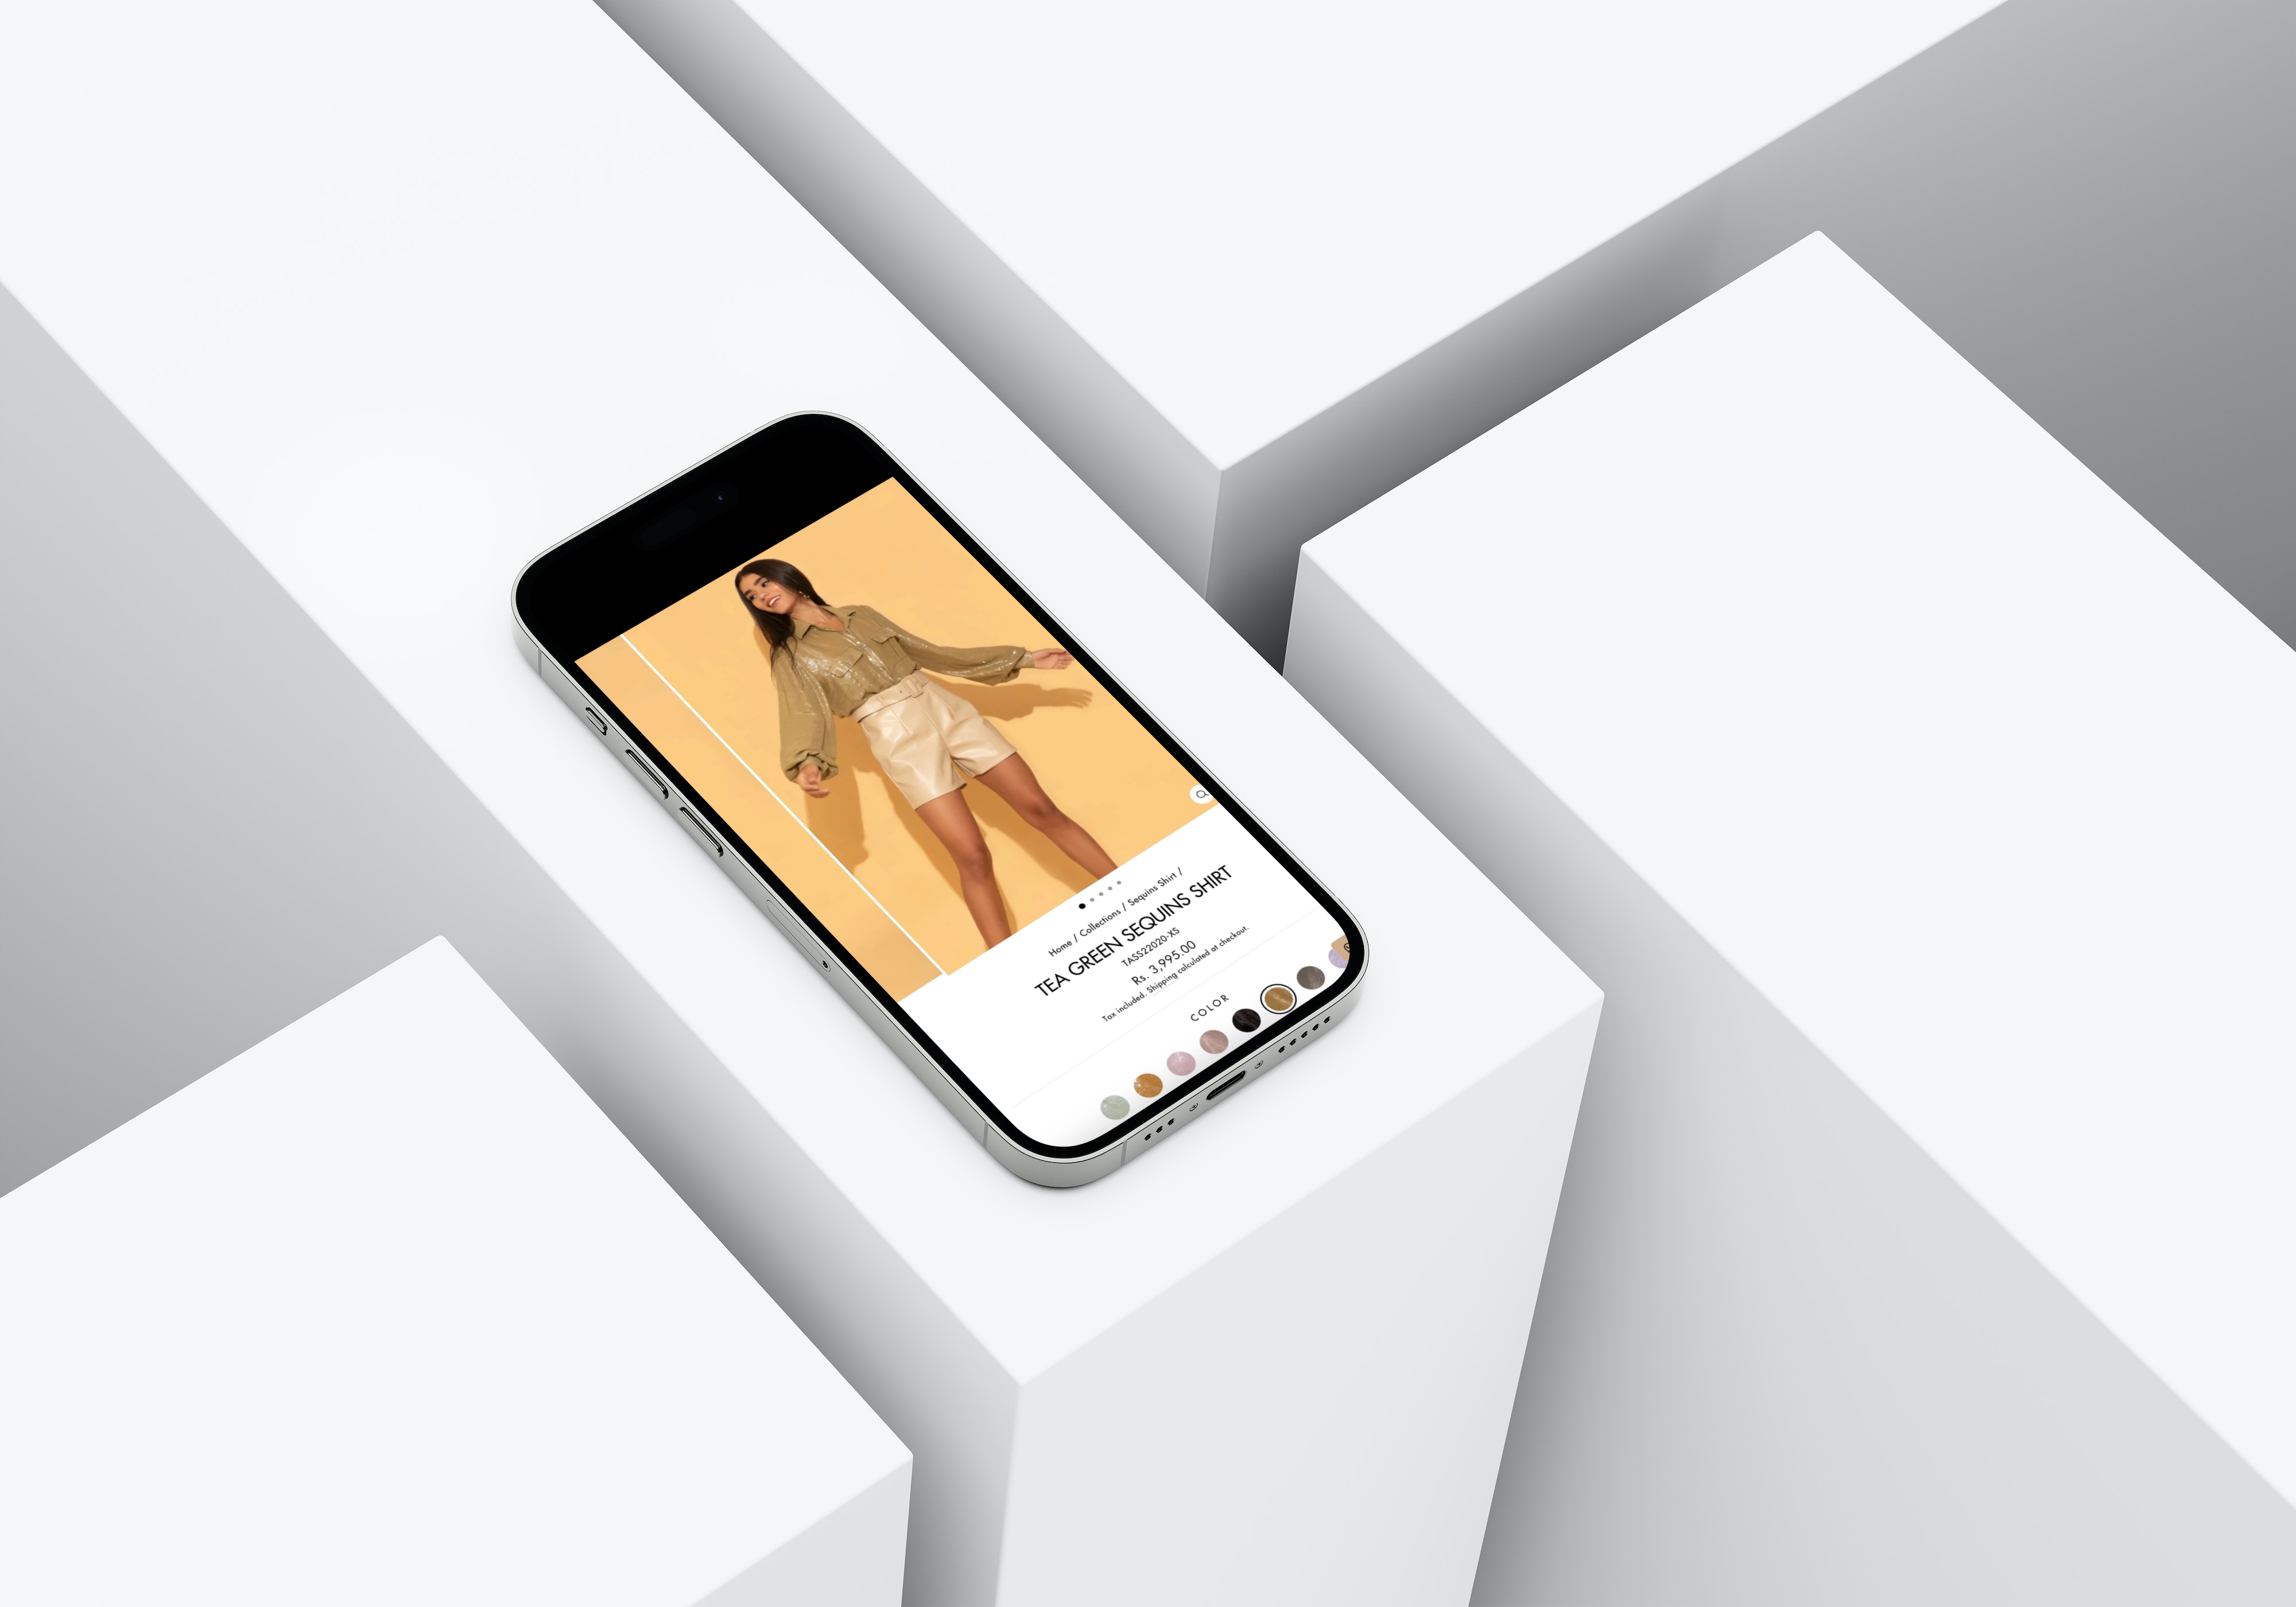 Home / Collections / Sequins Shirt /
TEA GREEN SEQUINS SHIRT
TASS22020-XS
Rs. 3,995.00
Tax included. Shipping calculated at checkout.
COLOR